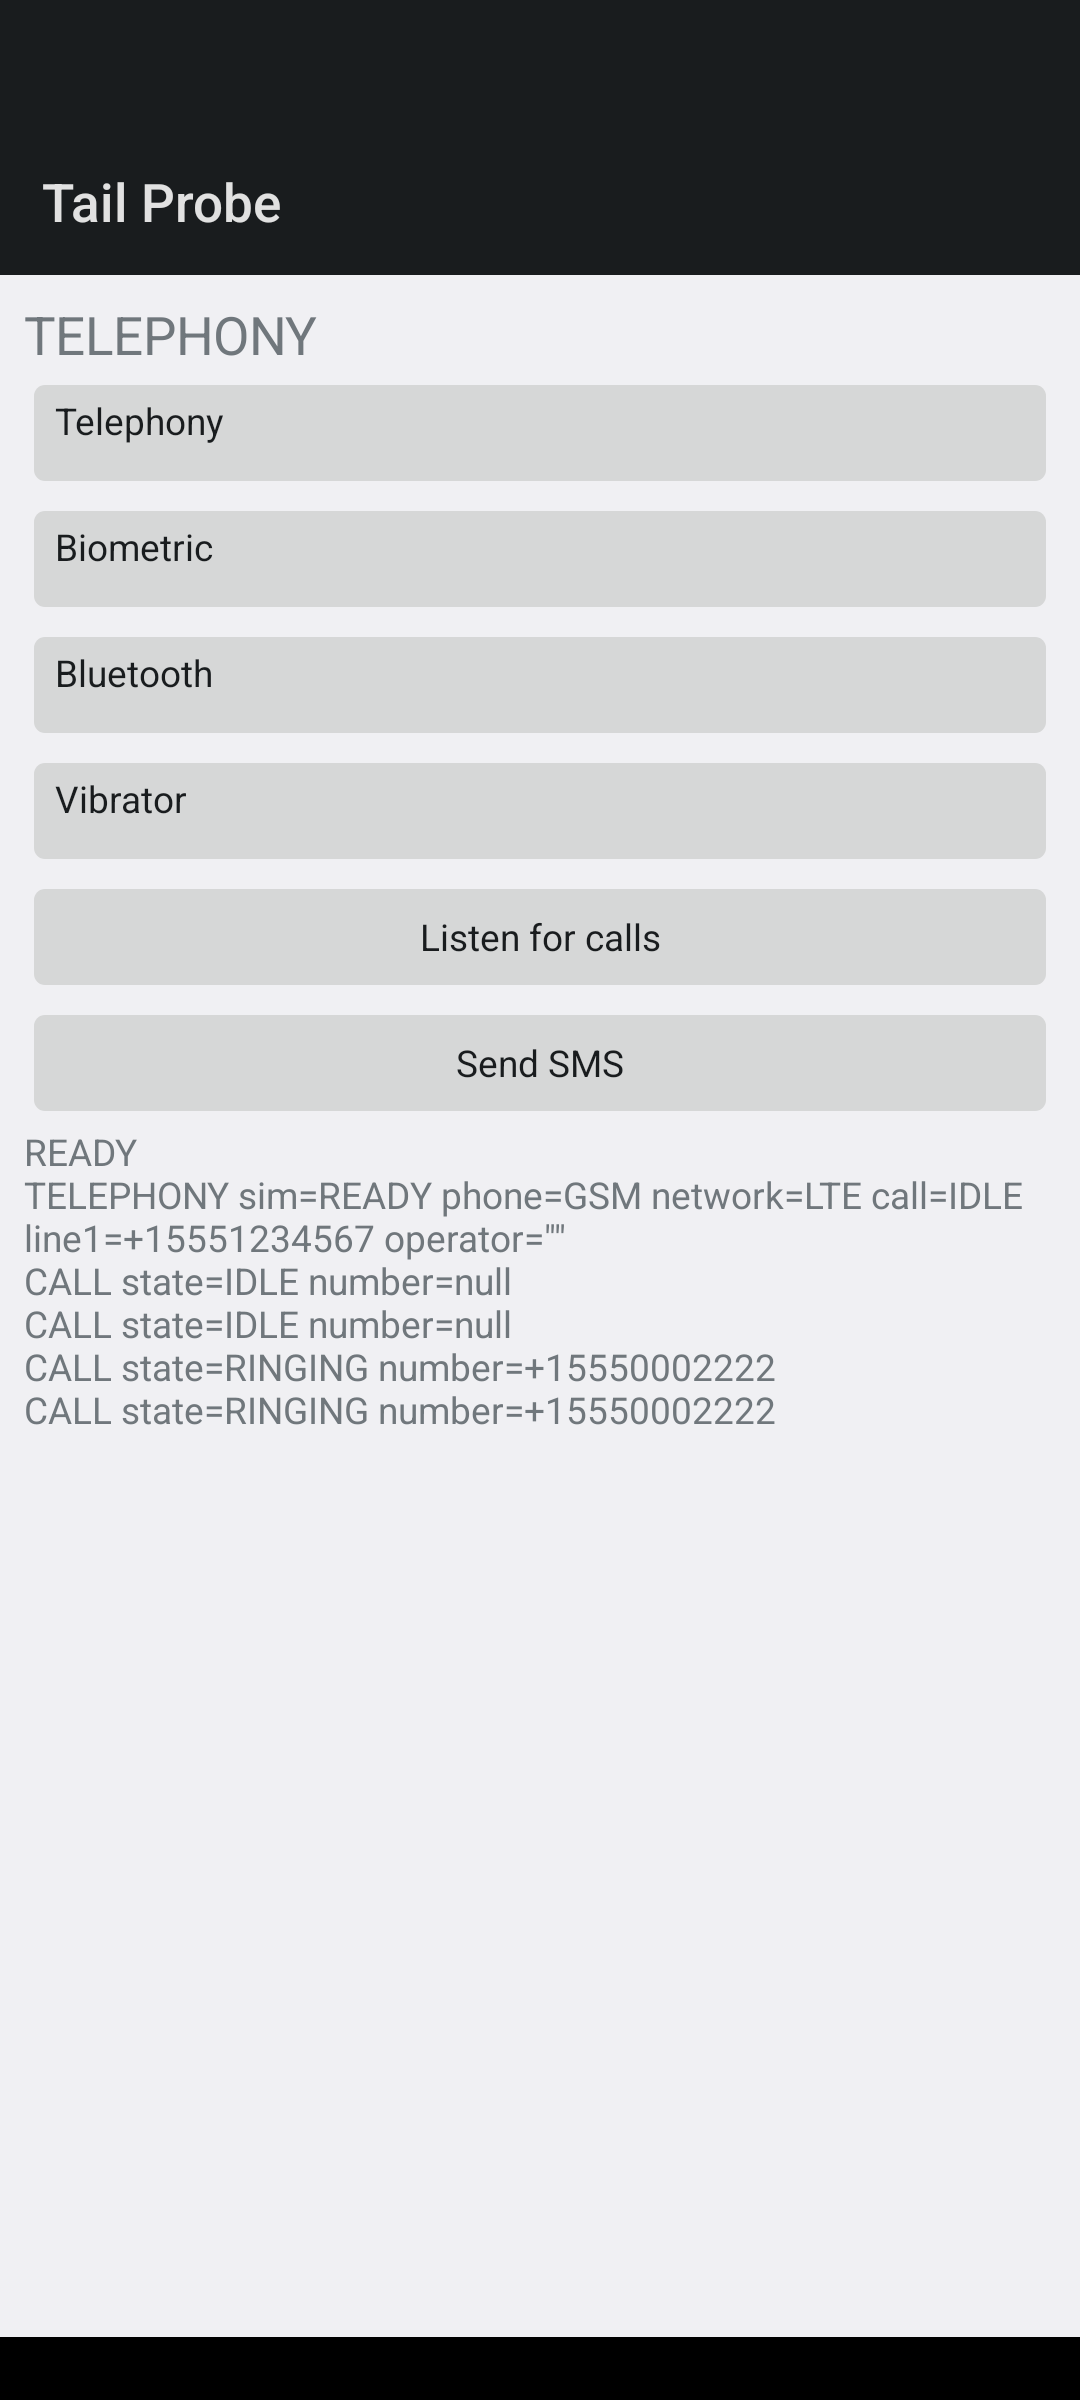 Tail Probe
TELEPHONY
Telephony
Biometric
Bluetooth
Vibrator
Listen for calls
Send SMS
READY
TELEPHONY sim=READY phone=GSM network=LTE call=IDLE
line1=+15551234567 operator=""
CALL state=IDLE number=null
CALL state=IDLE number=null
CALL state=RINGING number=+15550002222
CALL state=RINGING number=+15550002222